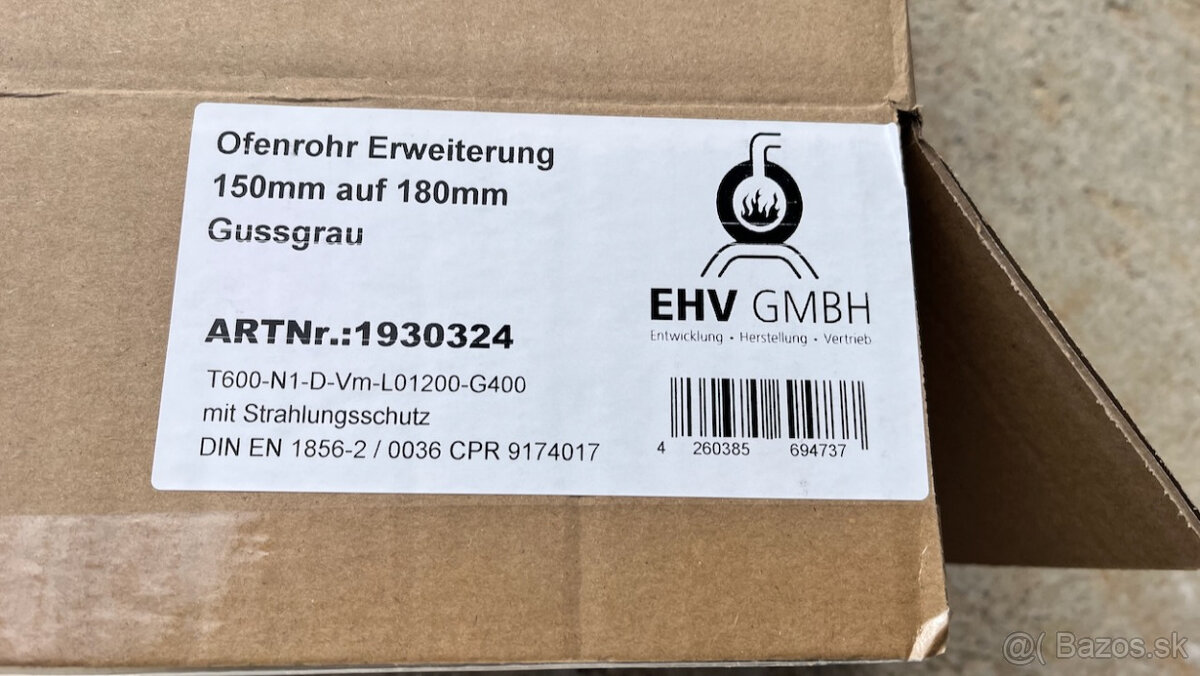 Ofenrohr Erweiterung
150mm auf 180mm
Gussgrau
ARTNr.:1930324
T600-N1-D-Vm-L01200-G400
mit Strahlungsschutz
DIN EN 1856-2 / 0036 CPR 9174017
EHV GMBH
Entwicklung • Herstellung • Vertrieb
4 260385 694737
@( Bazos.sk